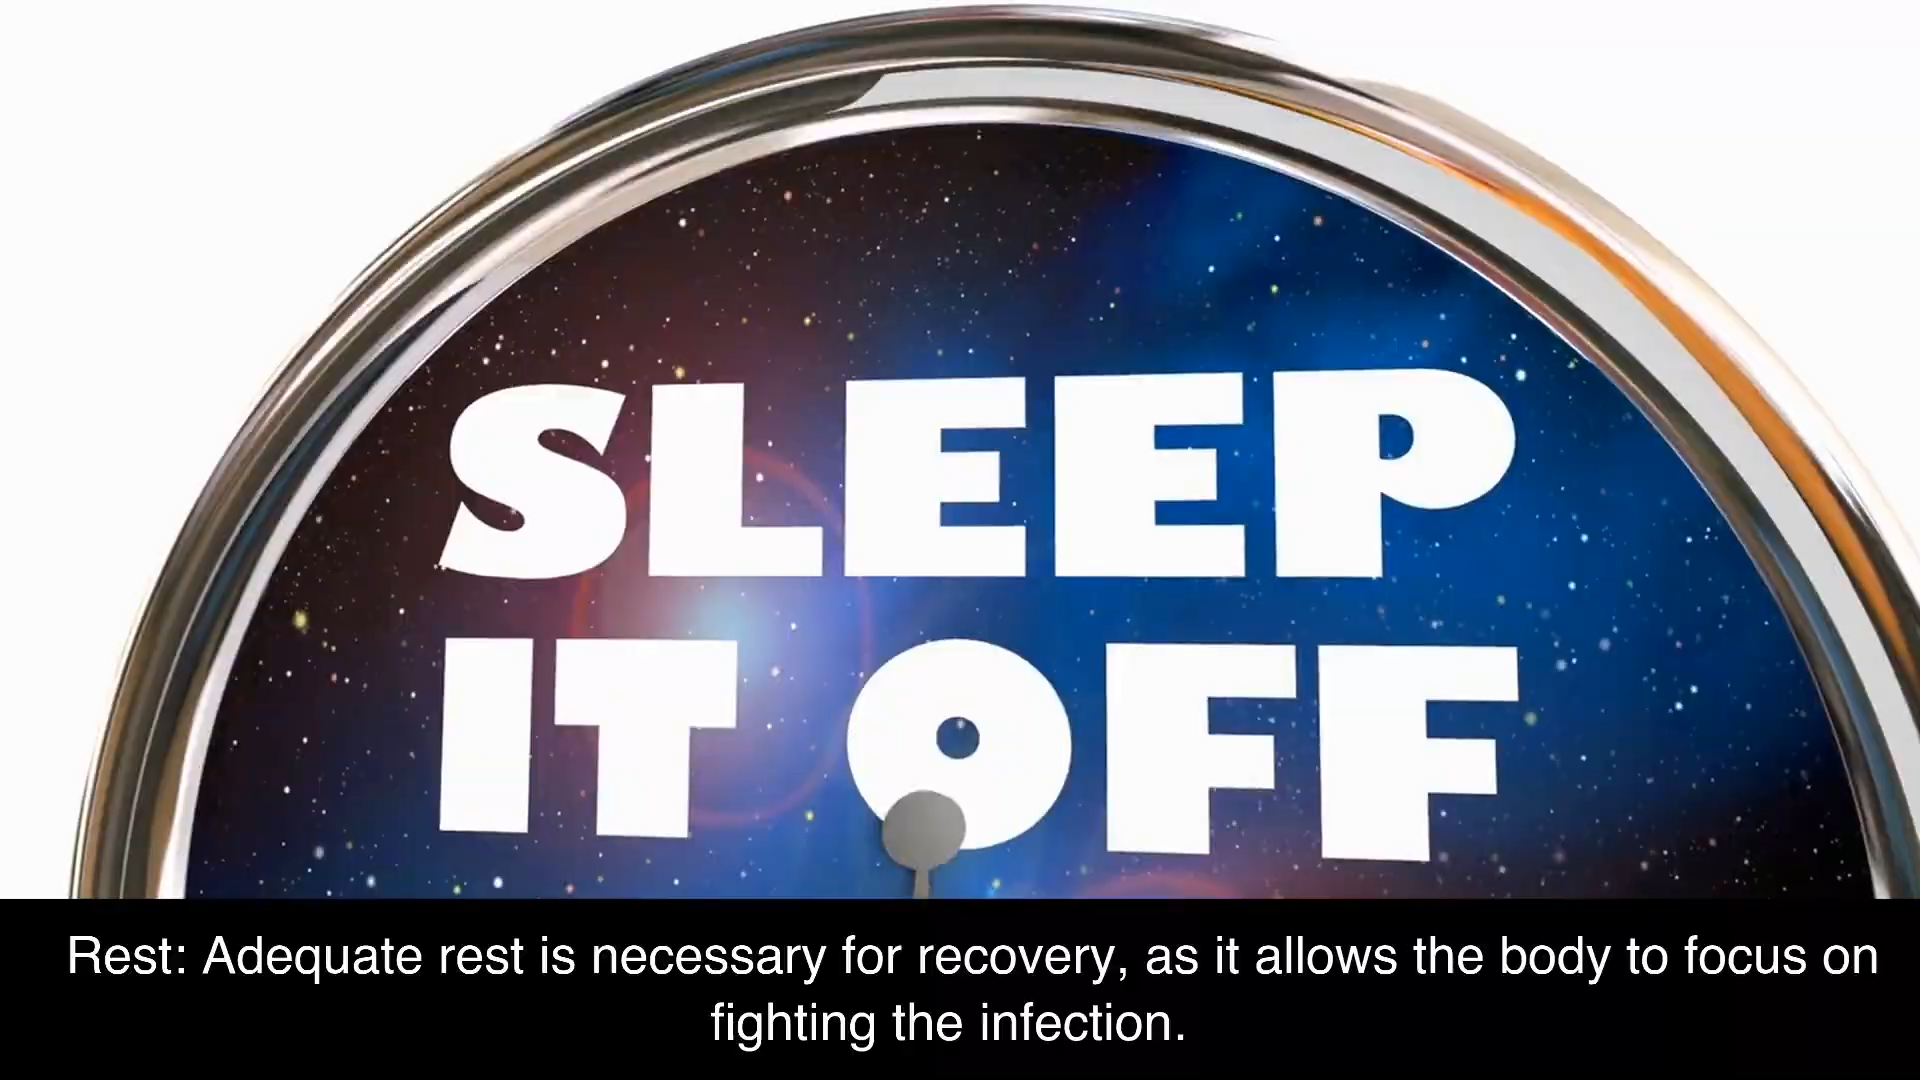 SLEEP
IT OFF
Rest: Adequate rest is necessary for recovery, as it allows the body to focus on
fighting the infection.